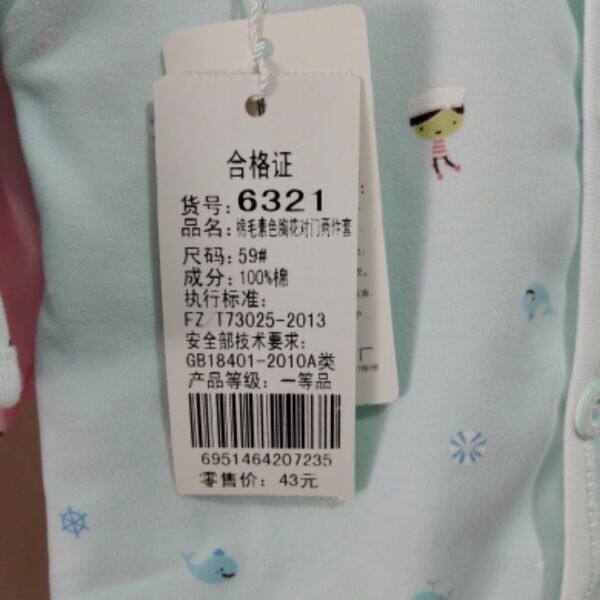 合格证
货号：6321
品名：棉毛素色胸花对门两件套
尺码：59#
成分：100%棉
执行标准：
FZ/T73025-2013
安全部技术要求：
GB18401-2010A类
产品等级：一等品
6951464207235
零售价：43元
厂